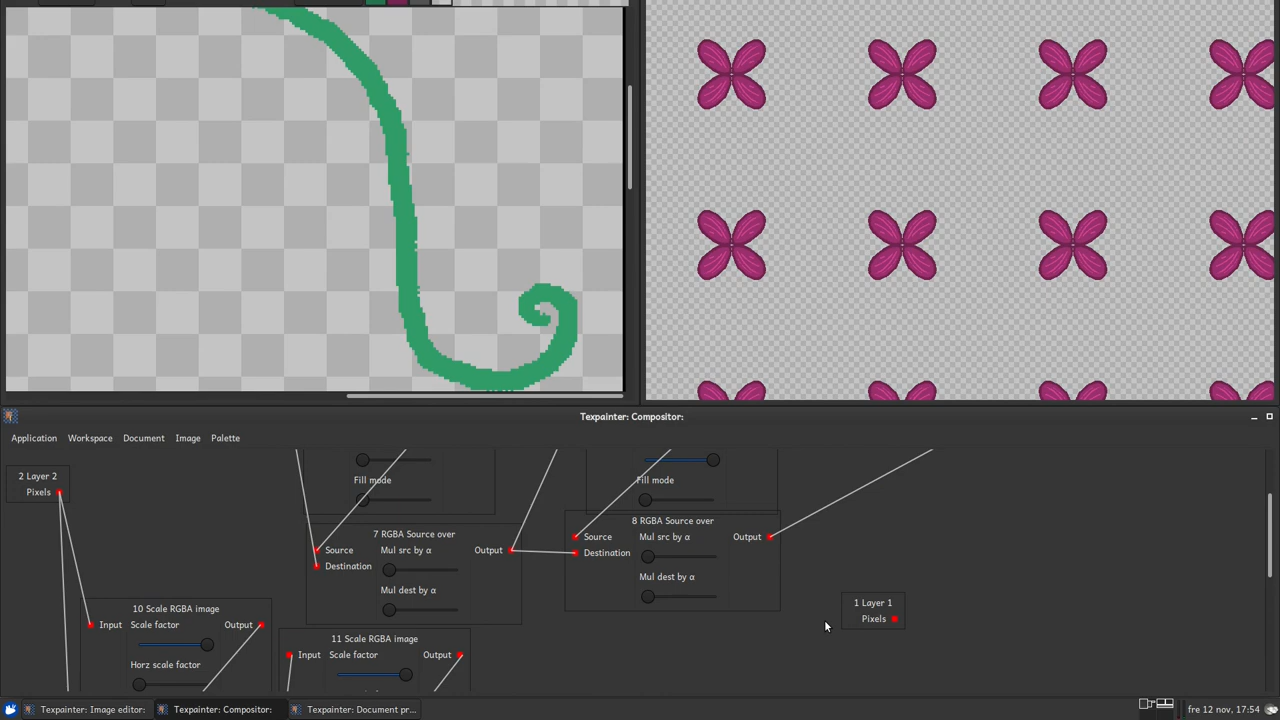 Texpainter: Compositor:
Application Workspace Document Image Palette
2 Layer 2
Pixels
Fill mode
Fill mode
7 RGBA Source over
Source Mul src by α Output
Destination
Mul dest by α
8 RGBA Source over
Source Mul src by α Output
Destination
Mul dest by α
1 Layer 1
Pixels
10 Scale RGBA image
Input Scale factor Output
Horz scale factor
11 Scale RGBA image
Input Scale factor Output
Texpainter: Image editor: Texpainter: Compositor: Texpainter: Document pr... fre 12 nov, 17:54